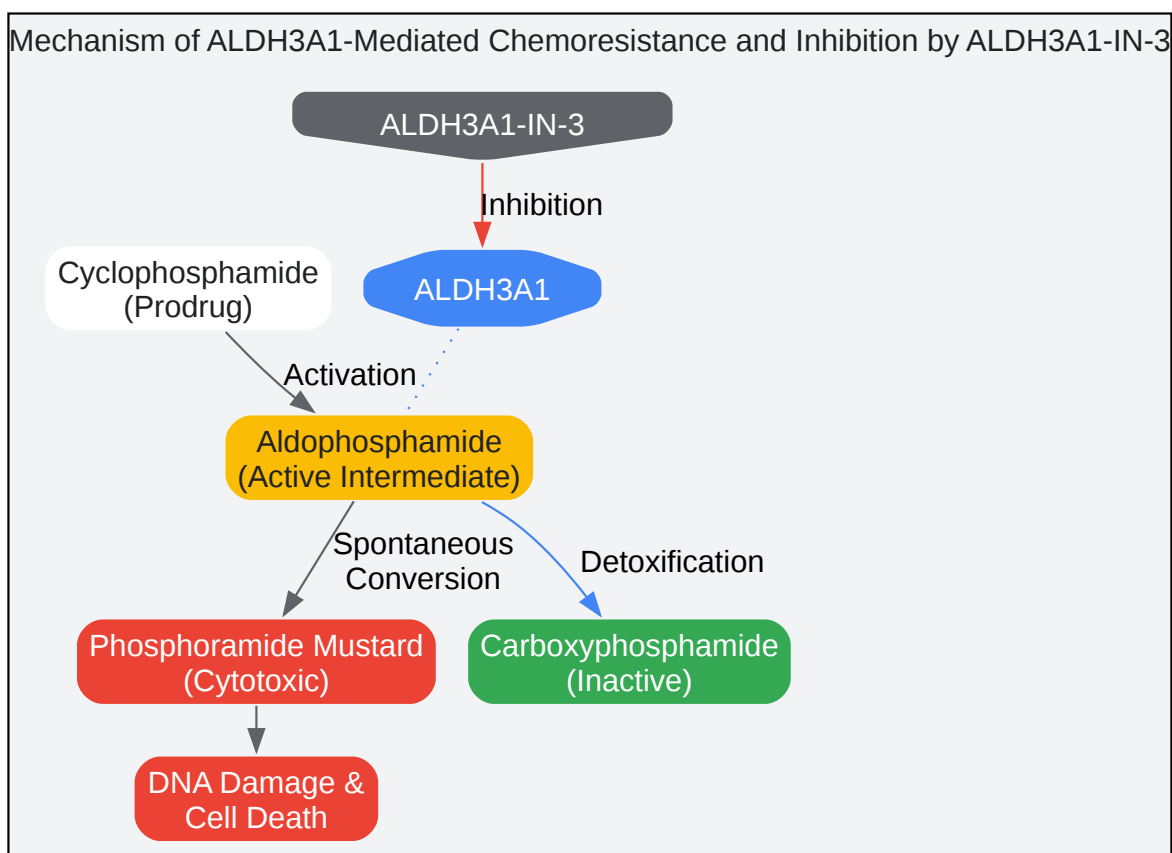 Mechanism of ALDH3A1-Mediated Chemoresistance and Inhibition by ALDH3A1-IN-3
ALDH3A1-IN-3
Inhibition
Cyclophosphamide
(Prodrug)
ALDH3A1
Activation
Aldophosphamide
(Active Intermediate)
Spontaneous
Conversion
Detoxification
Phosphoramide Mustard
(Cytotoxic)
Carboxyphosphamide
(Inactive)
DNA Damage &
Cell Death